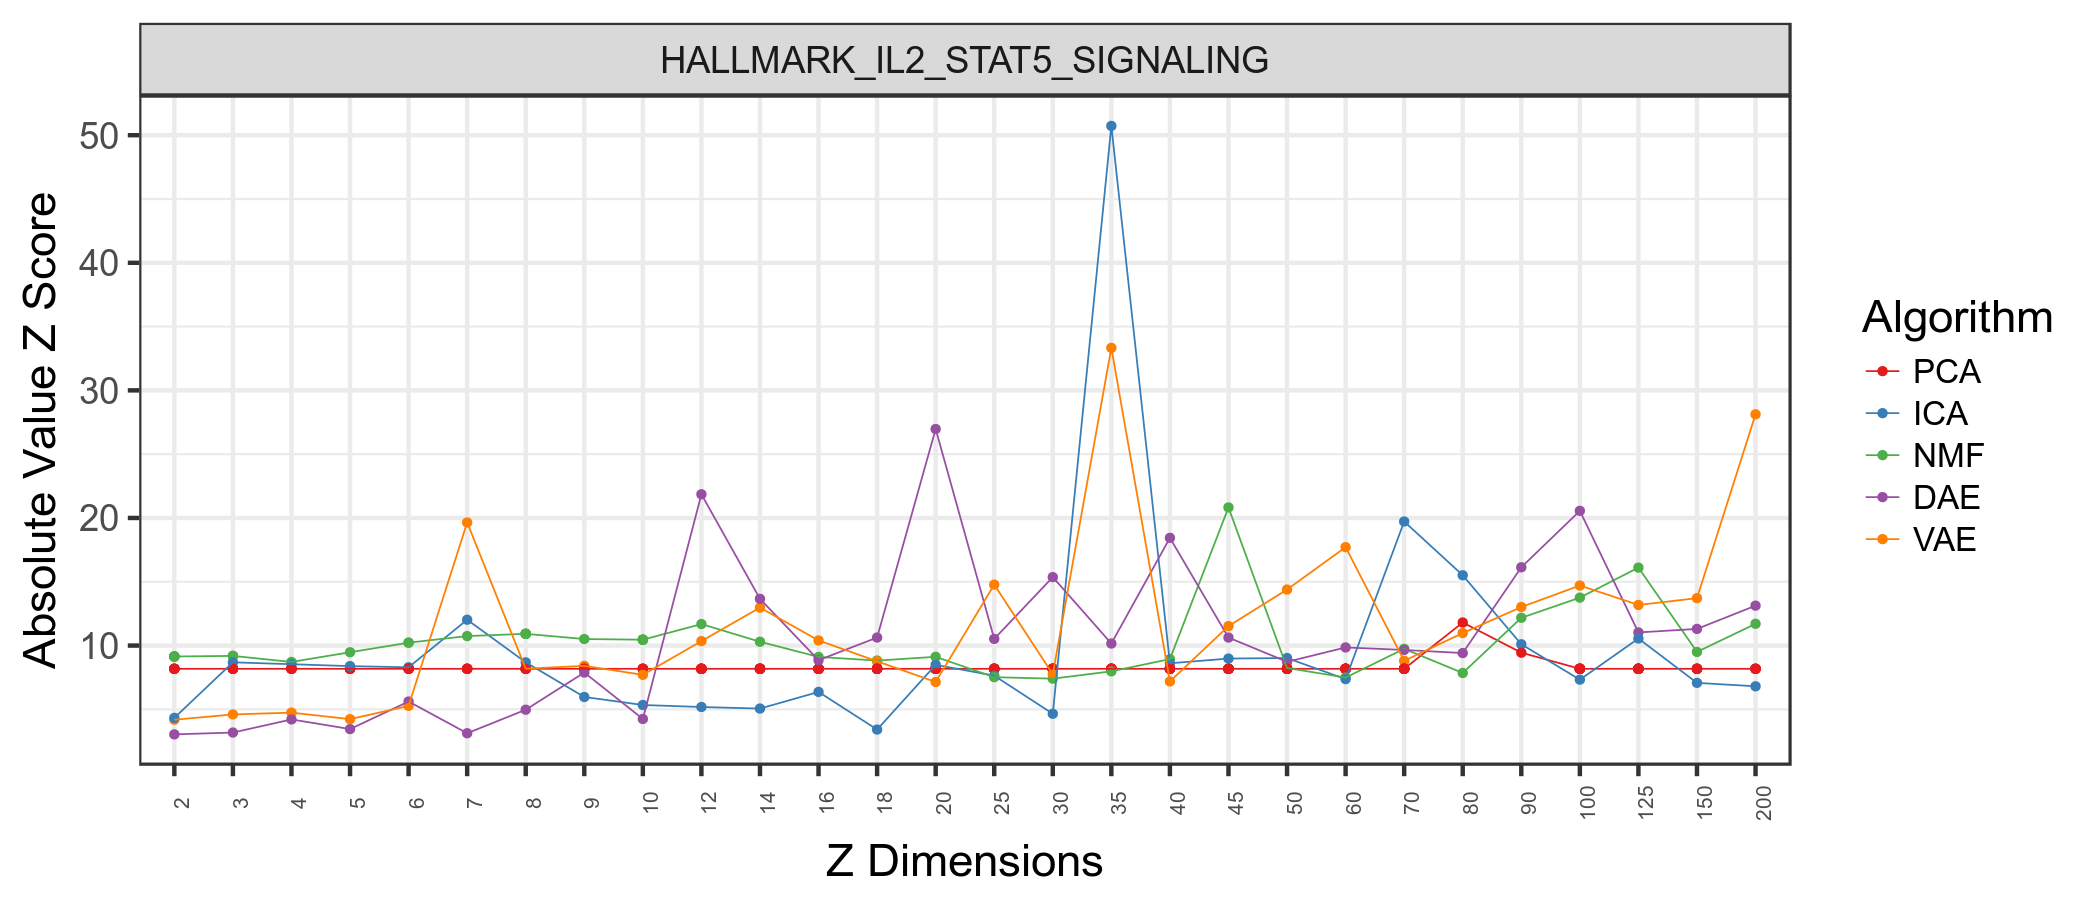 HALLMARK_IL2_STAT5_SIGNALING
Absolute Value Z Score
50
40
30
20
10
2 3 4 5 6 7 8 9 10 12 14 16 18 20 25 30 35 40 45 50 60 70 80 90 100 125 150 200
Z Dimensions
Algorithm
PCA
ICA
NMF
DAE
VAE